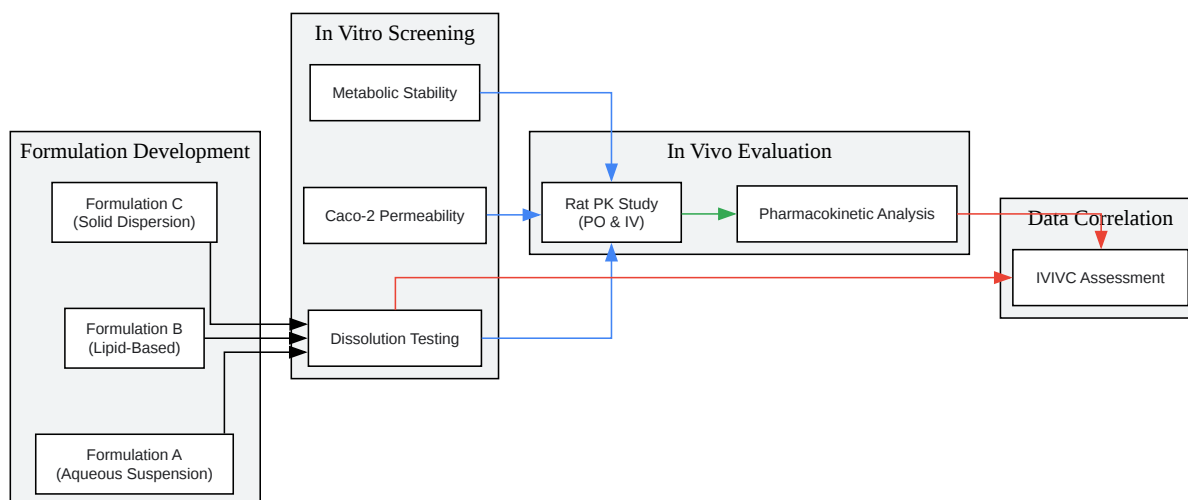 In Vitro Screening
Metabolic Stability
Formulation Development
In Vivo Evaluation
Formulation C
(Solid Dispersion)
Caco-2 Permeability
Rat PK Study
(PO & IV)
Pharmacokinetic Analysis
Data Correlation
IVIVC Assessment
Formulation B
(Lipid-Based)
Dissolution Testing
Formulation A
(Aqueous Suspension)